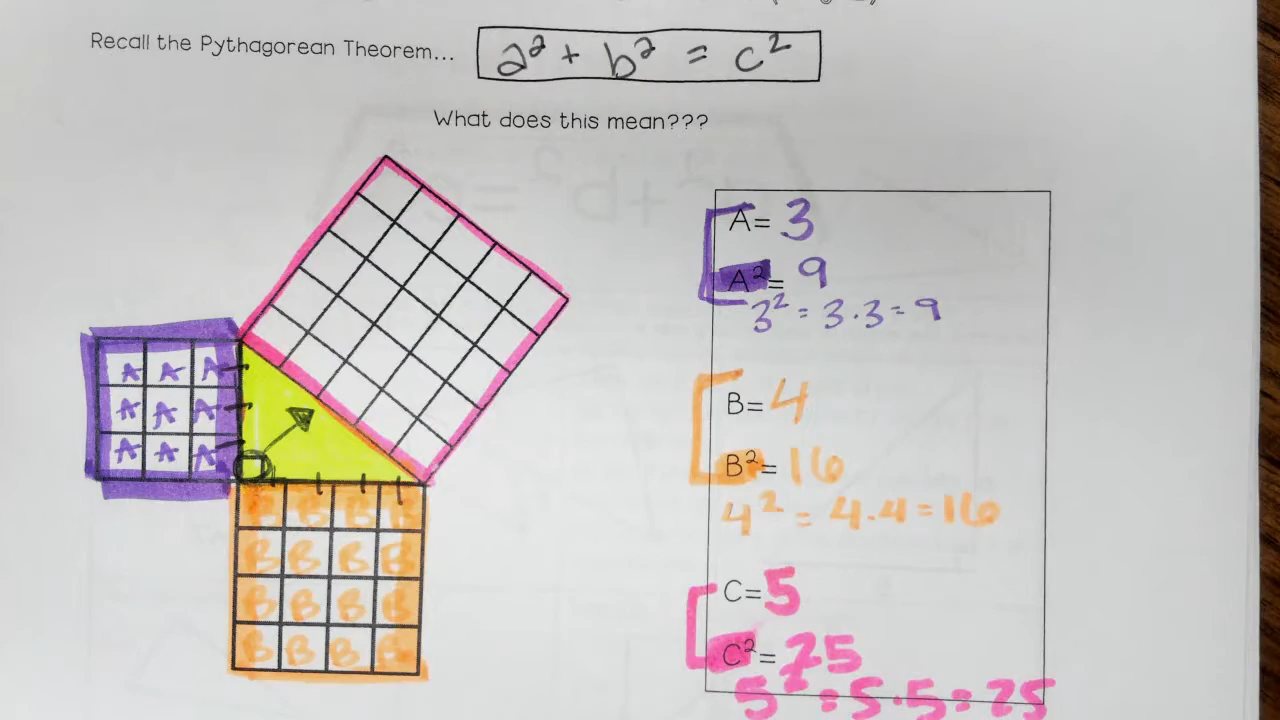 Recall the Pythagorean Theorem... a² + b² = c²
What does this mean???
A= 3
A²= 9
3² = 3·3 = 9
B= 4
B²= 16
4² = 4·4 = 16
C= 5
C²= 25
5² = 5·5 = 25
A A A
A A A
A A A
B B B B
B B B B
B B B B
B B B B